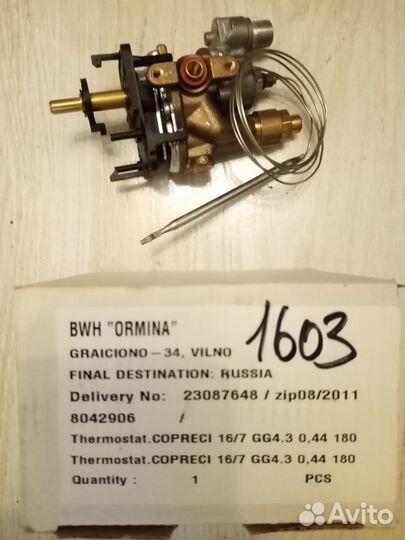 BWH "ORMINA"
1603
GRAICIONO – 34, VILNO
FINAL DESTINATION: RUSSIA
Delivery No: 23087648 / zip08/2011
8042906 /
Thermostat.COPRECI 16/7 GG4.3 0,44 180
Thermostat.COPRECI 16/7 GG4.3 0,44 180
Quantity : 1 PCS
Avito